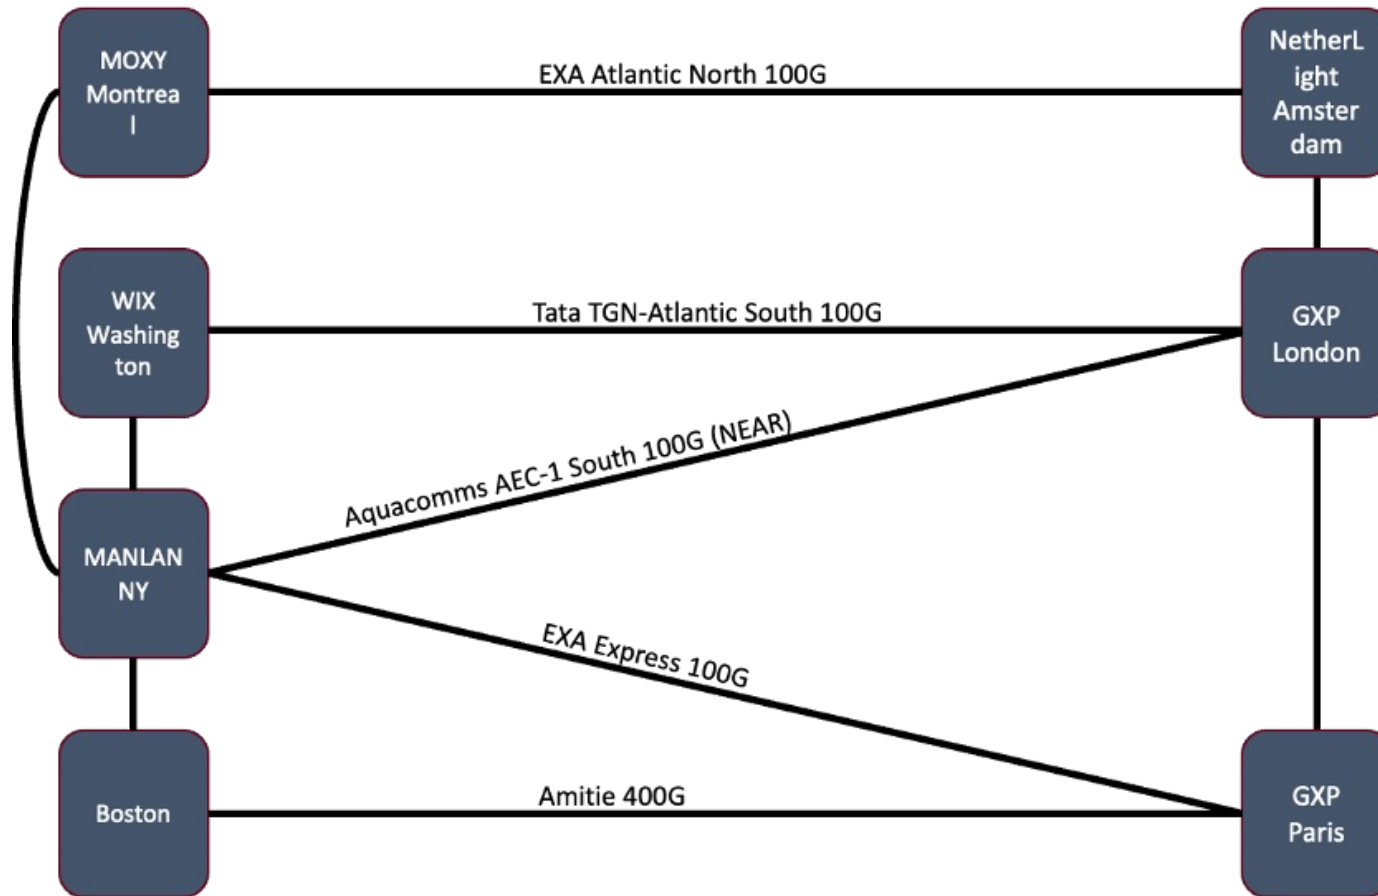 MOXY
Montrea
l
EXA Atlantic North 100G
NetherL
ight
Amster
dam
WIX
Washing
ton
Tata TGN-Atlantic South 100G
GXP
London
Aquacomms AEC-1 South 100G (NEAR)
MANLAN
NY
EXA Express 100G
Boston
Amitie 400G
GXP
Paris